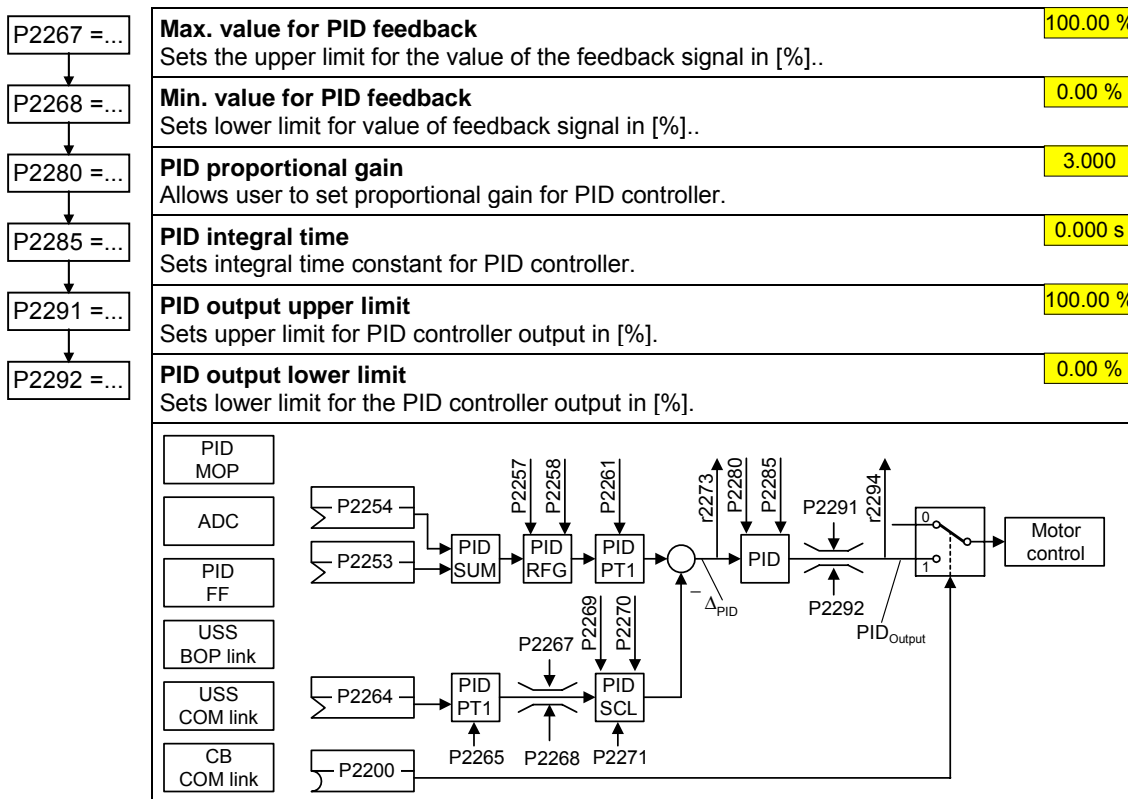 P2267 =...
Max. value for PID feedback
100.00 %
Sets the upper limit for the value of the feedback signal in [%]..
P2268 =...
Min. value for PID feedback
0.00 %
Sets lower limit for value of feedback signal in [%]..
P2280 =...
PID proportional gain
3.000
Allows user to set proportional gain for PID controller.
P2285 =...
PID integral time
0.000 s
Sets integral time constant for PID controller.
P2291 =...
PID output upper limit
100.00 %
Sets upper limit for PID controller output in [%].
P2292 =...
PID output lower limit
0.00 %
Sets lower limit for the PID controller output in [%].
PID
MOP
ADC
PID
FF
USS
BOP link
USS
COM link
CB
COM link
P2254
P2253
PID
SUM
P2257
P2258
PID
RFG
P2261
PID
PT1
r2273
− ΔPID
P2280
P2285
PID
P2291
P2292
r2294
PIDOutput
0
1
Motor
control
P2264
PID
PT1
P2265
P2267
P2268
P2269
P2270
PID
SCL
P2271
P2200